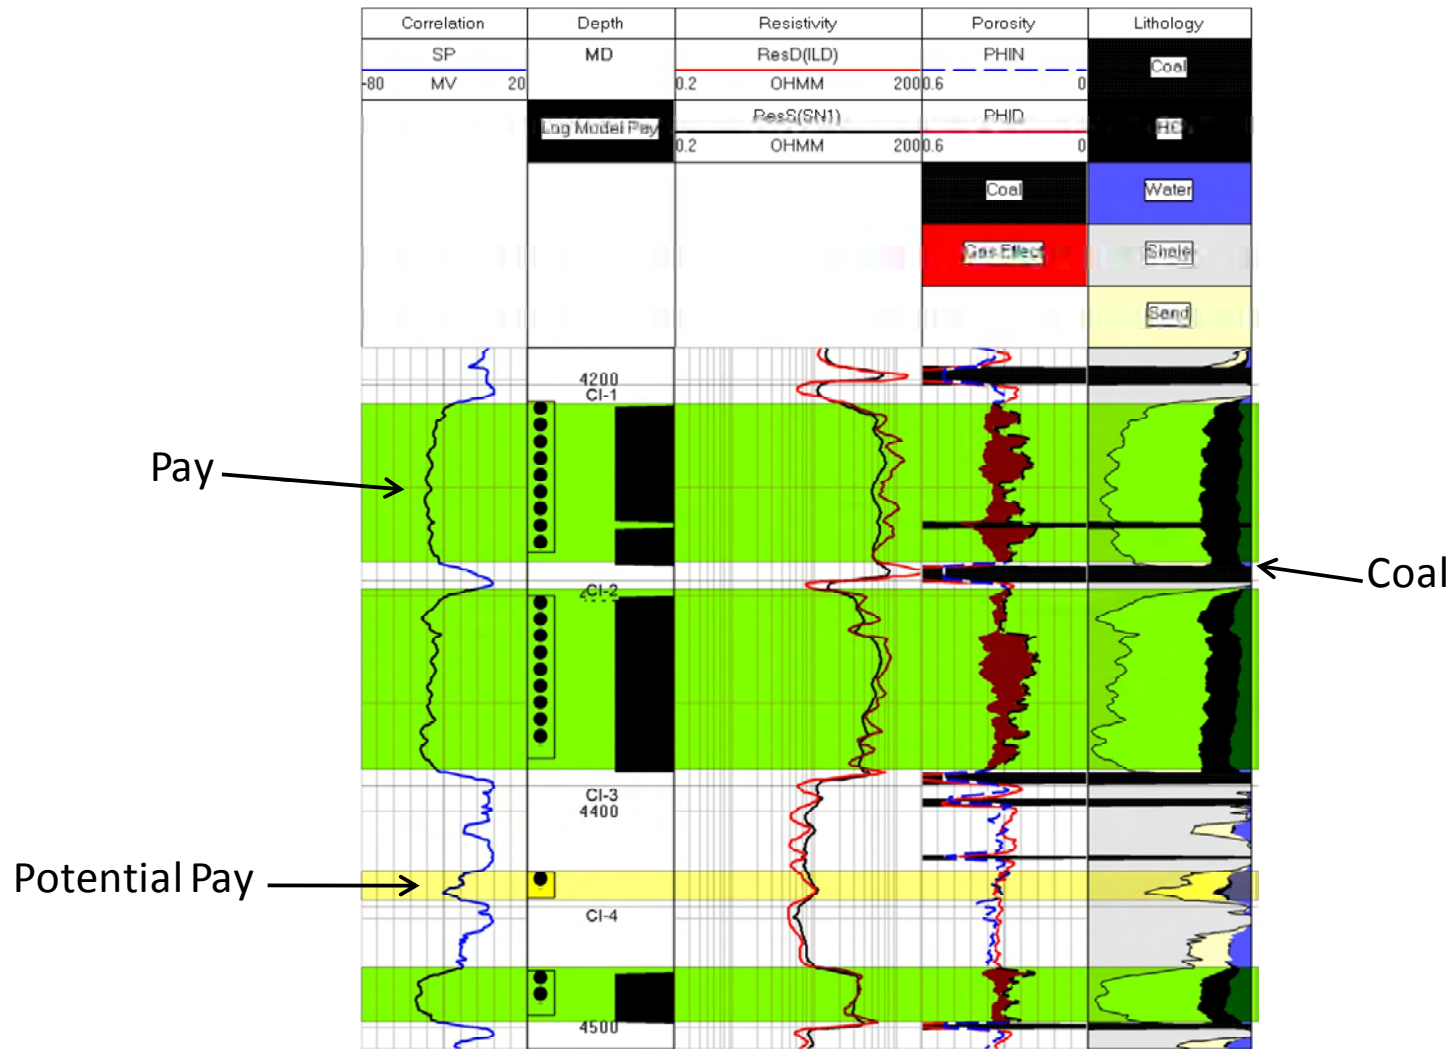 Correlation Depth Resistivity Porosity Lithology
SP MD ResD(ILD) PHIN Coal
-80 MV 20 0.2 OHMM 2000 0.6 0
Log Model Pay ResS(SN1) PHID HC
0.2 OHMM 2000 0.6 0
Coal Water
Gas Effect Shale
Sand
4200
CI-1
Pay
Coal
CI-2
CI-3
4400
Potential Pay
CI-4
4500